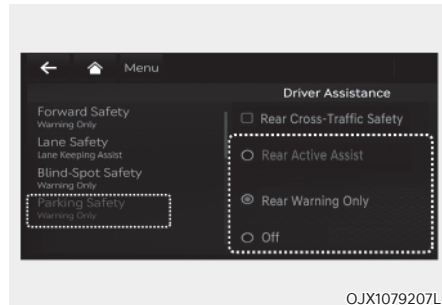 Menu
Driver Assistance
Forward Safety
Warning Only
Lane Safety
Lane Keeping Assist
Blind-Spot Safety
Warning Only
Parking Safety
Warning Only
Rear Cross-Traffic Safety
Rear Active Assist
Rear Warning Only
Off
OJX1079207L